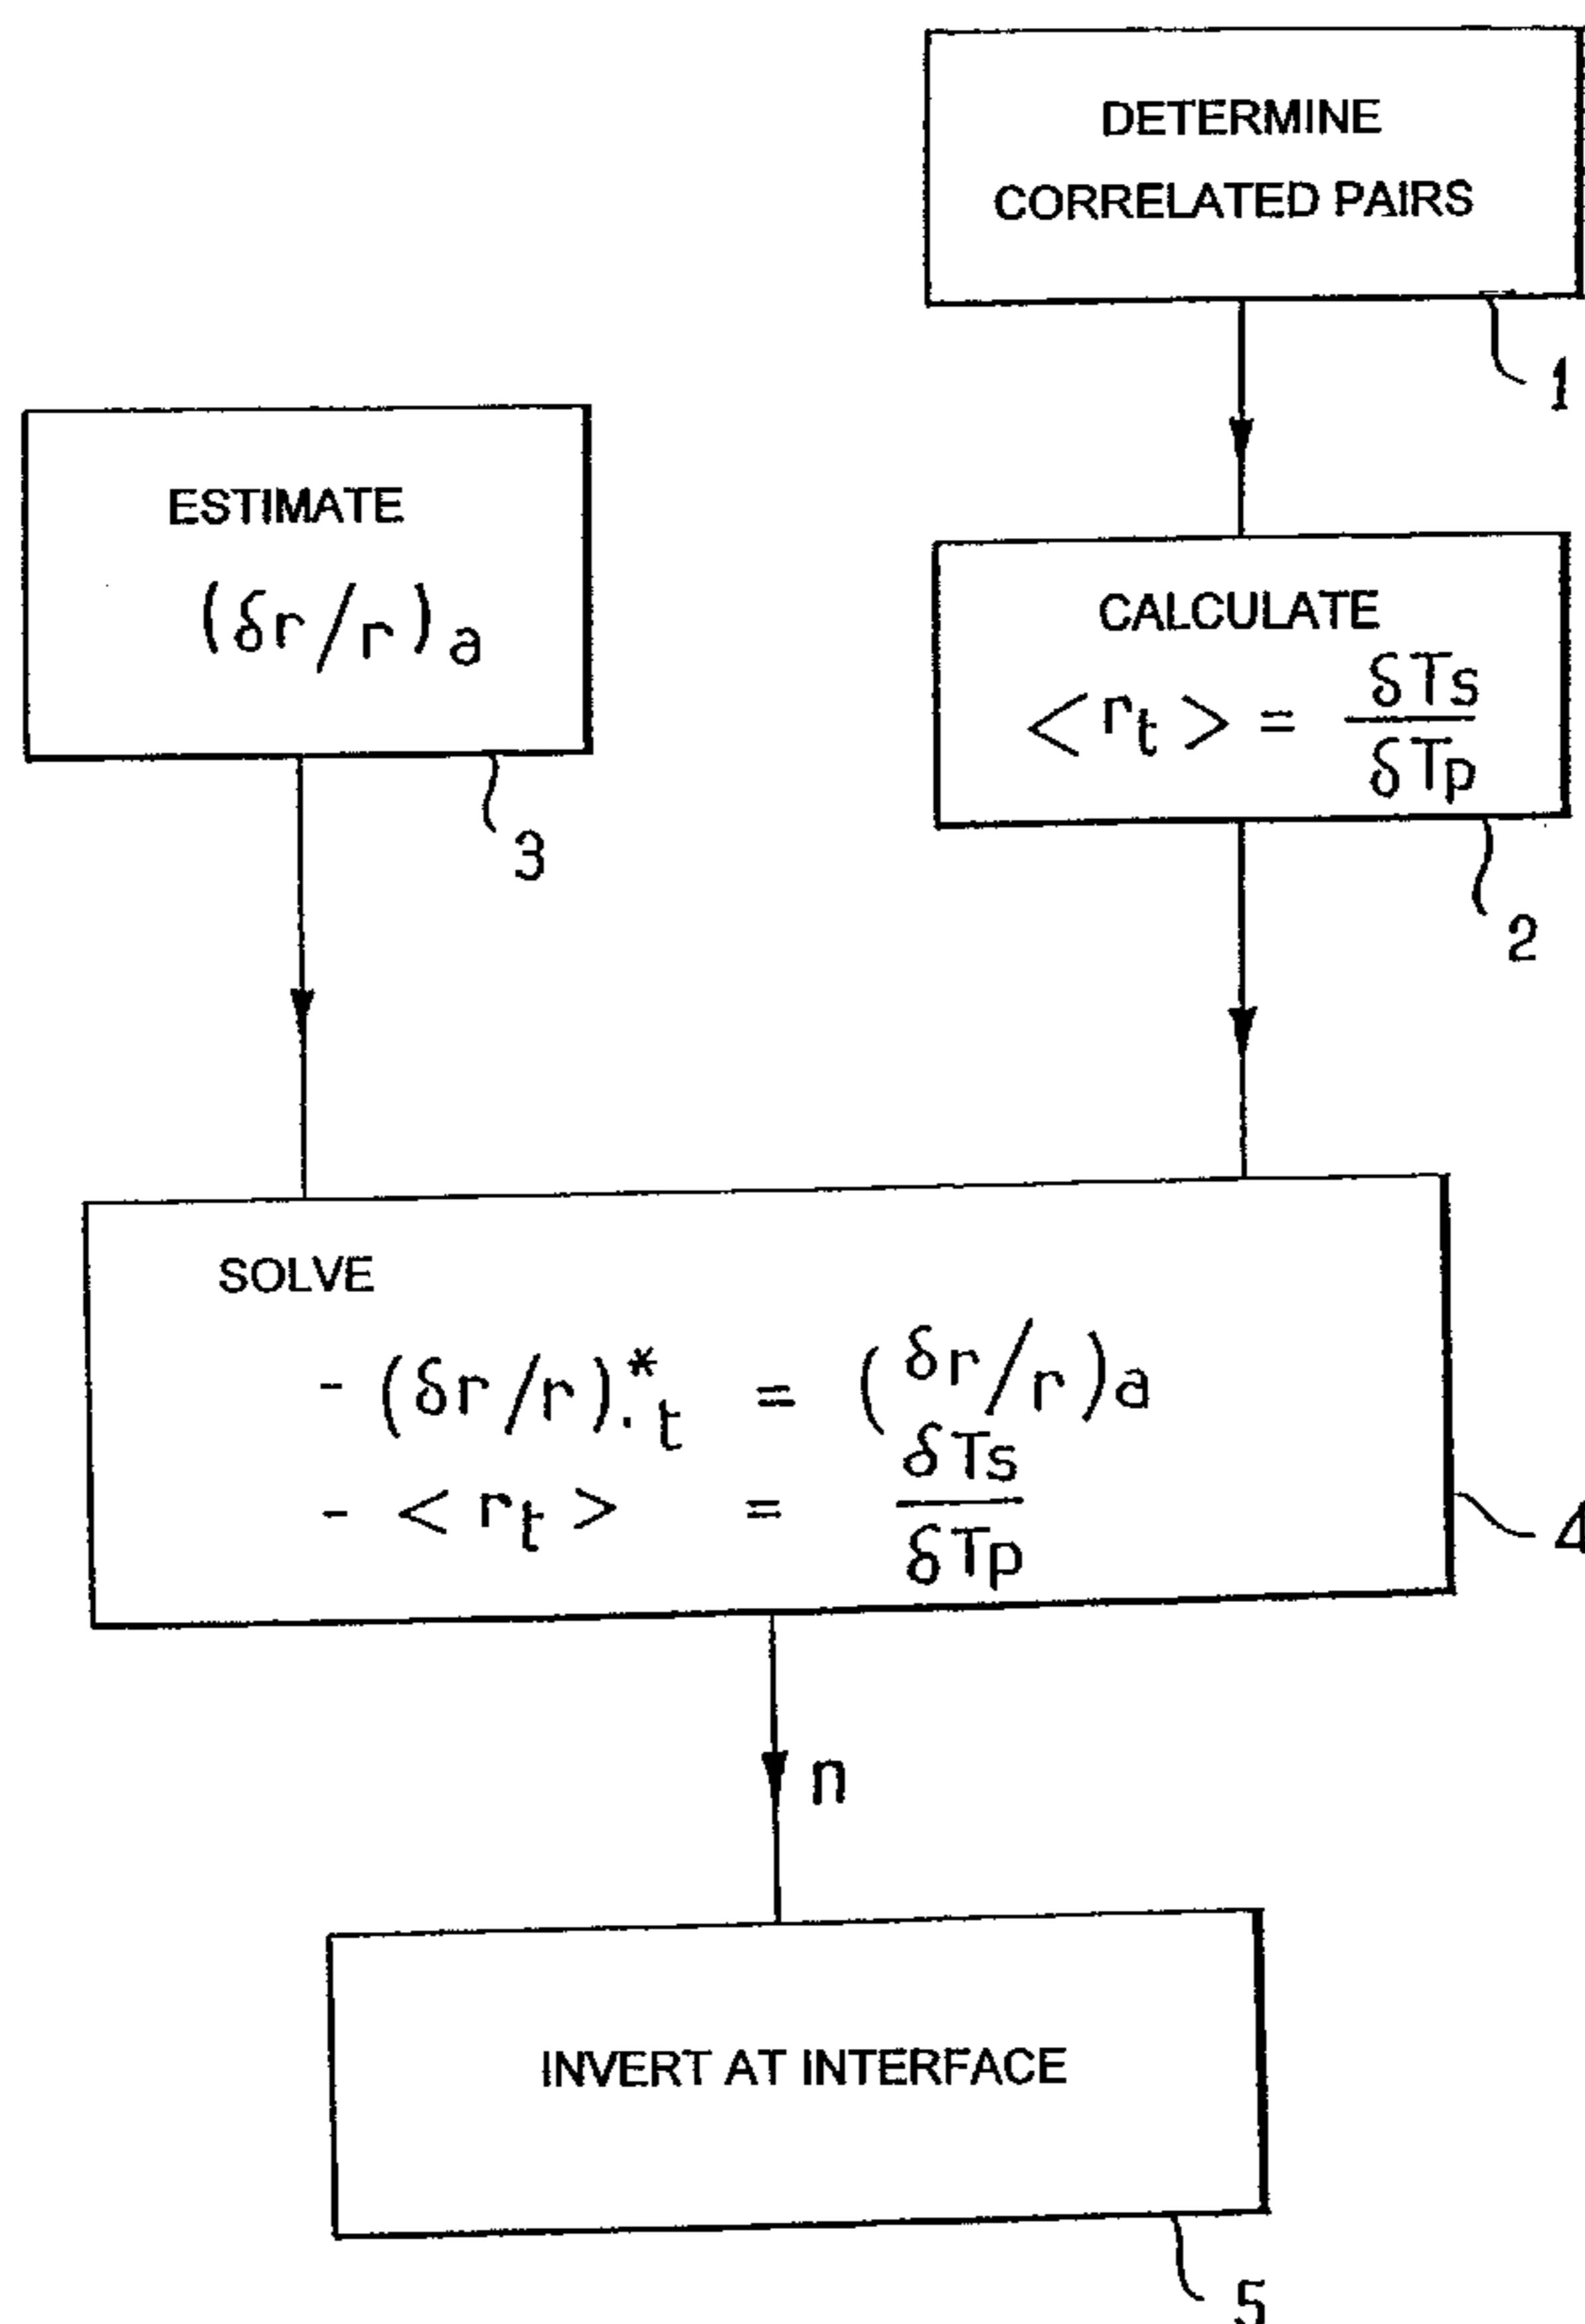 DETERMINE
CORRELATED PAIRS
1
ESTIMATE
(δr/r)a
3
CALCULATE
<rt> = δTs/δTp
2
SOLVE
- (δr/r).*t = (δr/r)a
- <rt> = δTs/δTp
4
n
INVERT AT INTERFACE
5